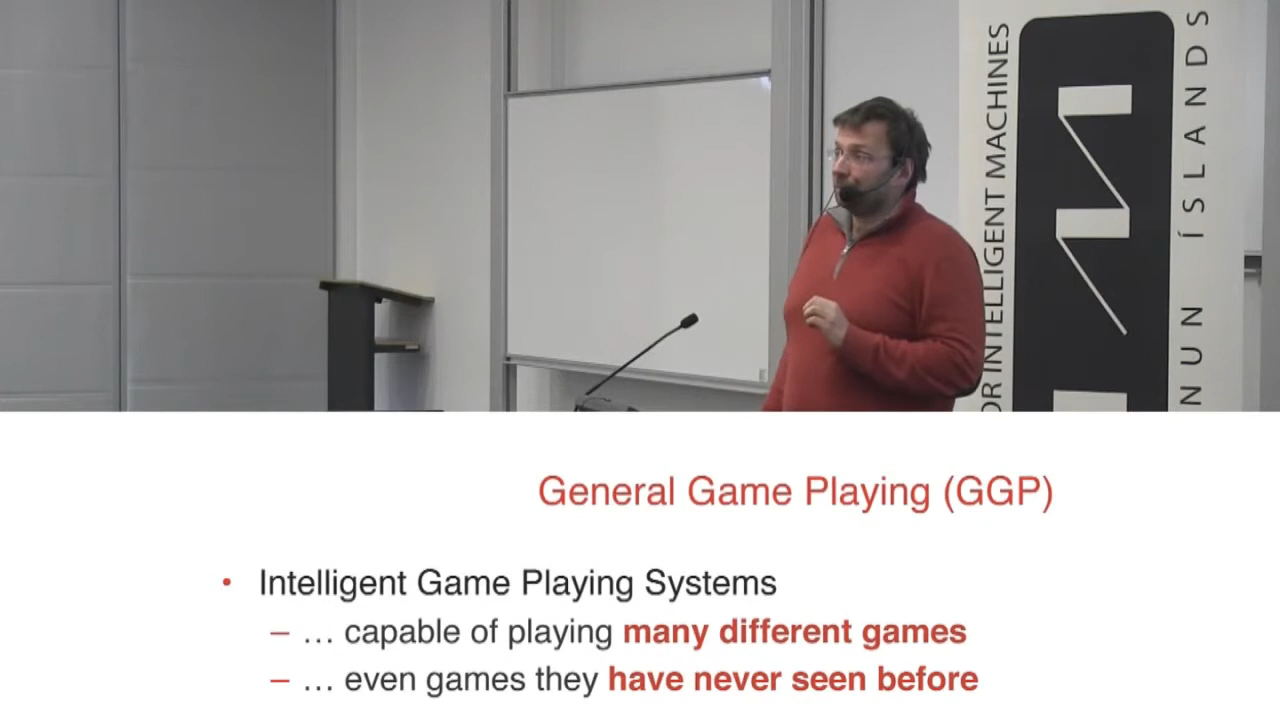 OR INTELLIGENT MACHINES
NUN ÍSLANDS
General Game Playing (GGP)
• Intelligent Game Playing Systems
– … capable of playing many different games
– … even games they have never seen before